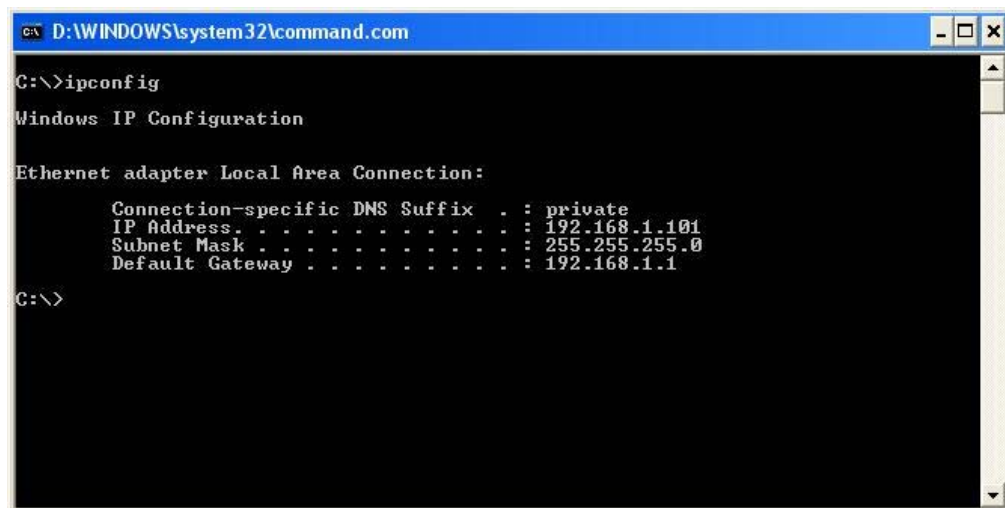 D:\WINDOWS\system32\command.com
C:\>ipconfig
Windows IP Configuration
Ethernet adapter Local Area Connection:
Connection-specific DNS Suffix . : private
IP Address. . . . . . . . . . . . : 192.168.1.101
Subnet Mask . . . . . . . . . . . : 255.255.255.0
Default Gateway . . . . . . . . . : 192.168.1.1
C:\>